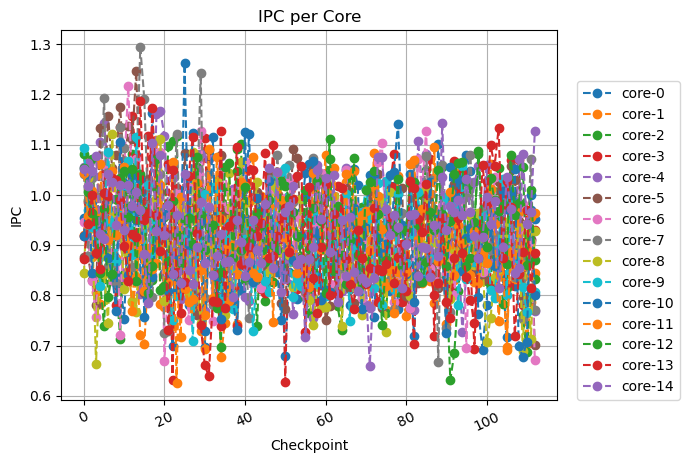 IPC per Core
IPC
1.3
1.2
1.1
1.0
0.9
0.8
0.7
0.6
0
20
40
60
80
100
Checkpoint
core-0
core-1
core-2
core-3
core-4
core-5
core-6
core-7
core-8
core-9
core-10
core-11
core-12
core-13
core-14